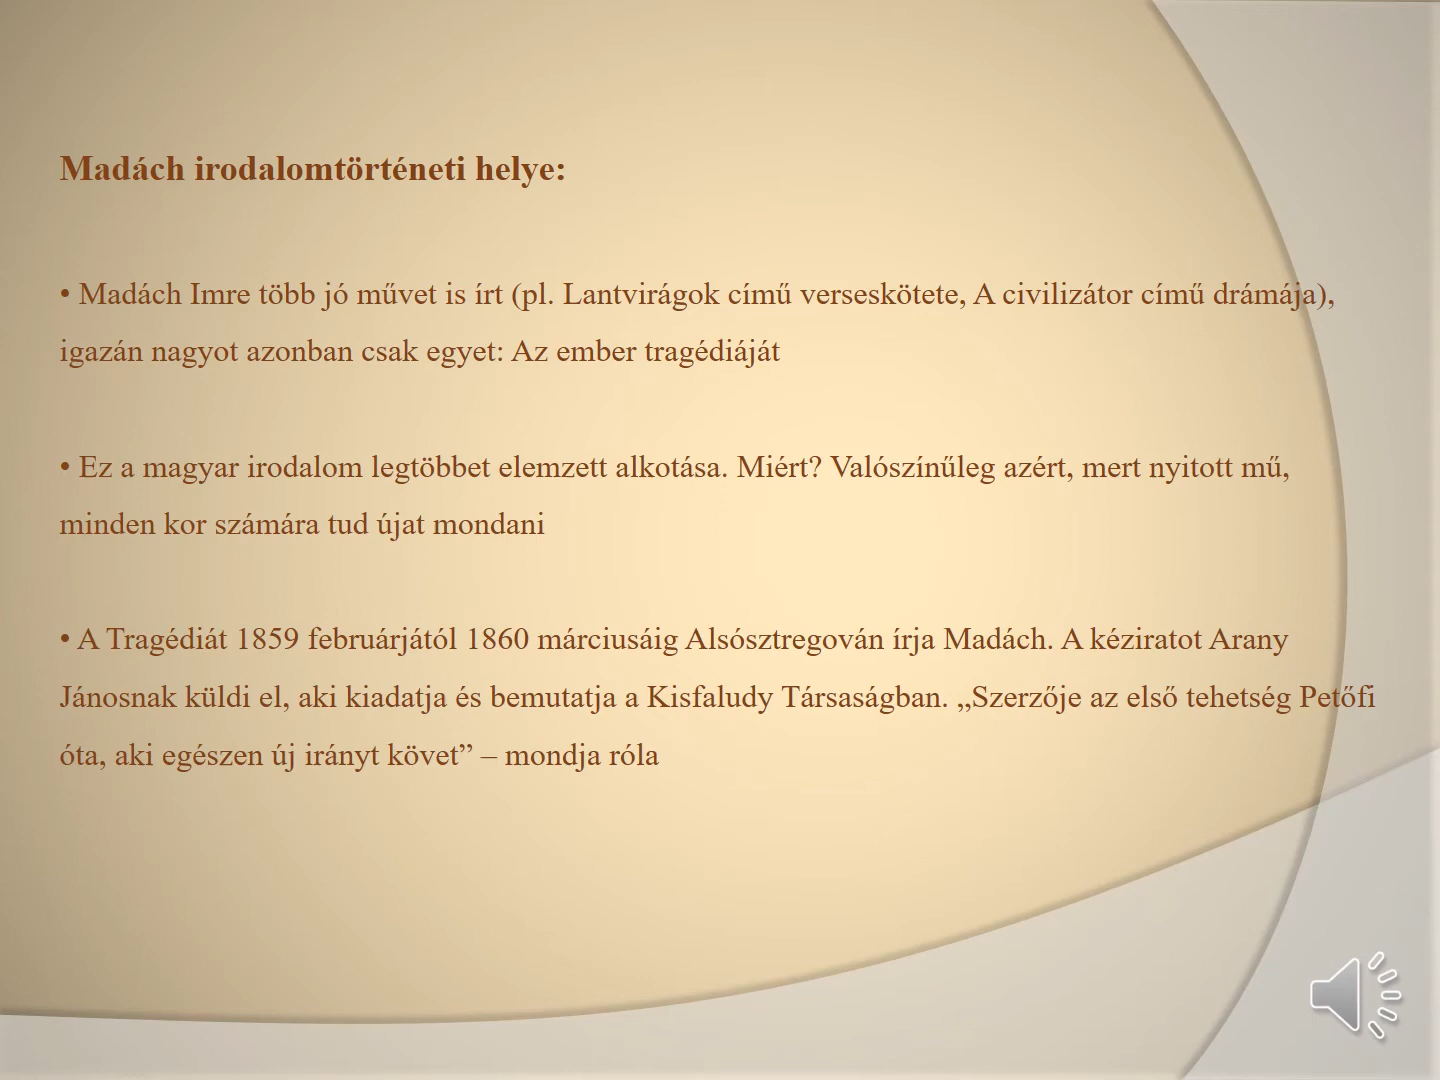 Madách irodalomtörténeti helye:
• Madách Imre több jó művet is írt (pl. Lantvirágok című verseskötete, A civilizátor című drámája),
igazán nagyot azonban csak egyet: Az ember tragédiáját
• Ez a magyar irodalom legtöbbet elemzett alkotása. Miért? Valószínűleg azért, mert nyitott mű,
minden kor számára tud újat mondani
• A Tragédiát 1859 februárjától 1860 márciusáig Alsósztregován írja Madách. A kéziratot Arany
Jánosnak küldi el, aki kiadatja és bemutatja a Kisfaludy Társaságban. „Szerzője az első tehetség Petőfi
óta, aki egészen új irányt követ” – mondja róla